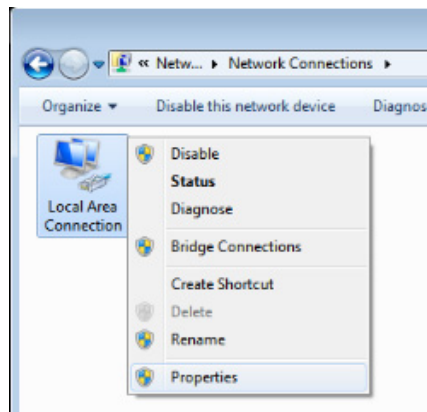 « Netw... ▸ Network Connections ▸
Organize ▾ Disable this network device Diagnos
Local Area
Connection
Disable
Status
Diagnose
Bridge Connections
Create Shortcut
Delete
Rename
Properties